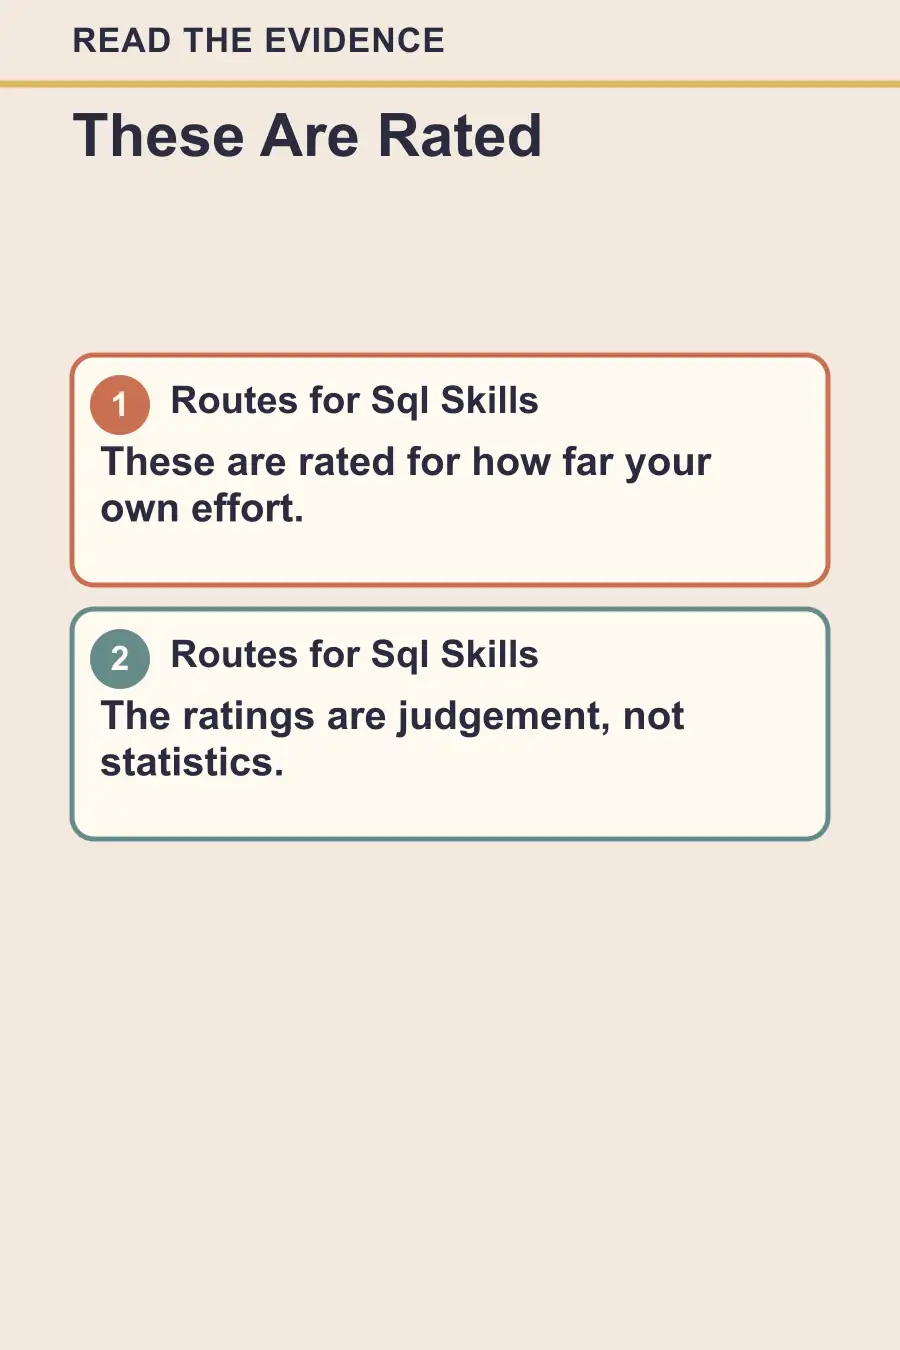 READ THE EVIDENCE
These Are Rated
1 Routes for Sql Skills
These are rated for how far your
own effort.
2 Routes for Sql Skills
The ratings are judgement, not
statistics.